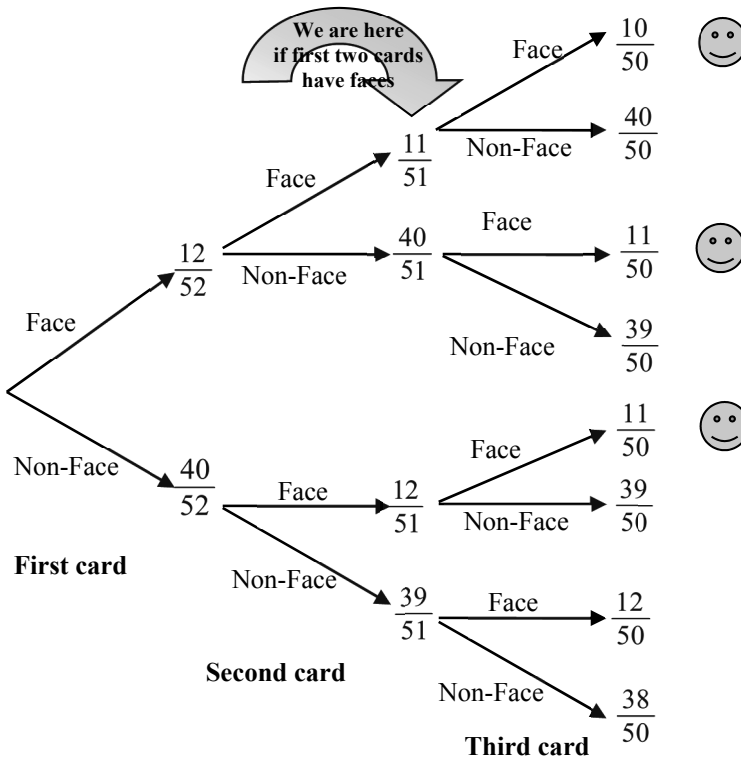 We are here
if first two cards
have faces
Face
10
50
Non-Face
40
50
Face
11
51
Face
11
50
Non-Face
40
51
Non-Face
39
50
12
52
Face
Non-Face
40
52
Face
12
51
Face
11
50
Non-Face
39
50
Non-Face
39
51
Face
12
50
Non-Face
38
50
First card
Second card
Third card